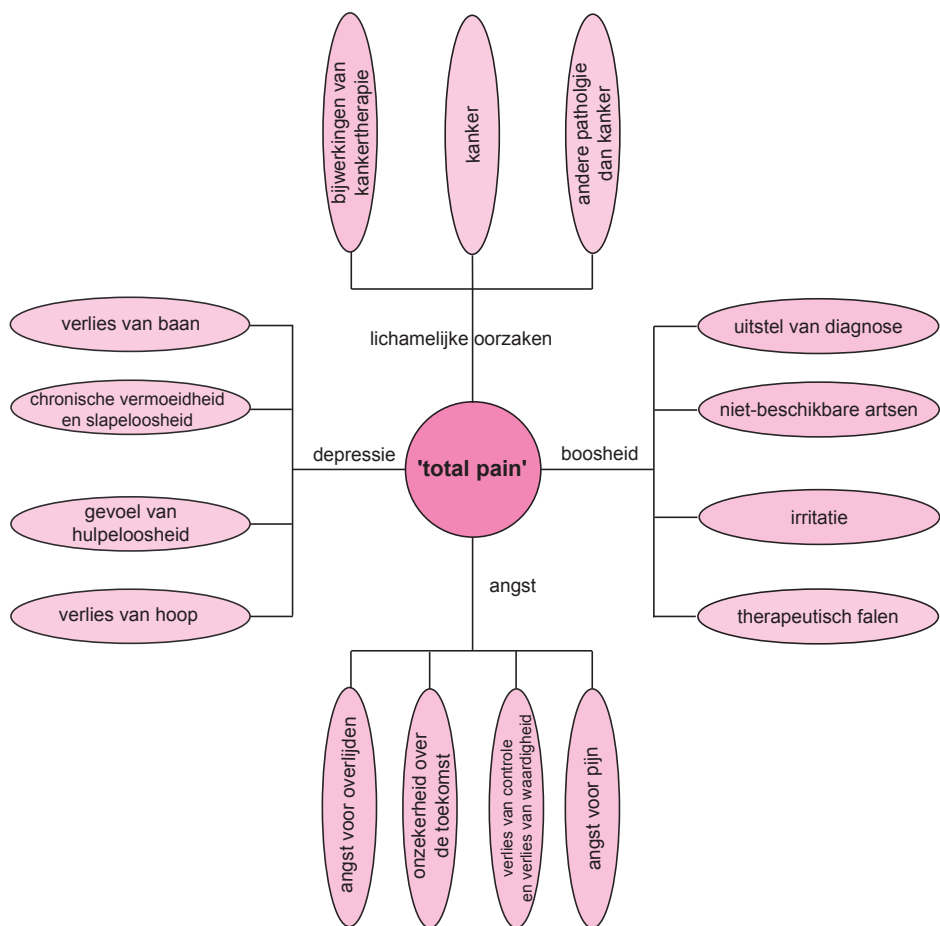 bijwerkingen van
kankertherapie
kanker
andere patholgie
dan kanker
lichamelijke oorzaken
verlies van baan
chronische vermoeidheid
en slapeloosheid
gevoel van
hulpeloosheid
verlies van hoop
depressie
'total pain'
boosheid
uitstel van diagnose
niet-beschikbare artsen
irritatie
therapeutisch falen
angst
angst voor overlijden
onzekerheid over
de toekomst
verlies van controle
en verlies van waardigheid
angst voor pijn